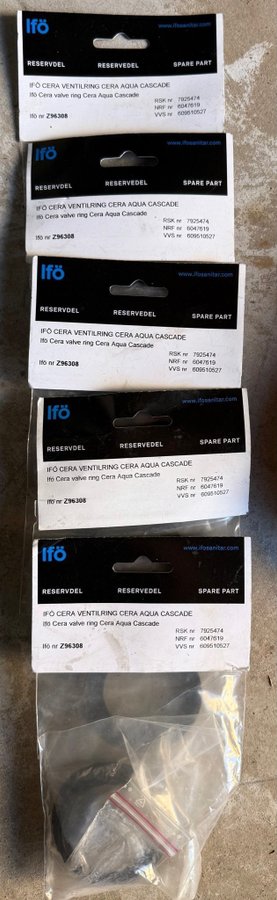 Ifö
www.ifosanitar.com
RESERVDEL RESERVEDEL SPARE PART
IFÖ CERA VENTILRING CERA AQUA CASCADE
Ifö Cera valve ring Cera Aqua Cascade
RSK nr 7925474
NRF nr 6047619
VVS nr 609510527
Ifö nr Z96308
Ifö
www.ifosanitar.com
RESERVDEL RESERVEDEL SPARE PART
IFÖ CERA VENTILRING CERA AQUA CASCADE
Ifö Cera valve ring Cera Aqua Cascade
RSK nr 7925474
NRF nr 6047619
VVS nr 609510527
Ifö nr Z96308
Ifö
www.ifosanitar.com
RESERVDEL RESERVEDEL SPARE PART
IFÖ CERA VENTILRING CERA AQUA CASCADE
Ifö Cera valve ring Cera Aqua Cascade
RSK nr 7925474
NRF nr 6047619
VVS nr 609510527
Ifö nr Z96308
Ifö
www.ifosanitar.com
RESERVDEL RESERVEDEL SPARE PART
IFÖ CERA VENTILRING CERA AQUA CASCADE
Ifö Cera valve ring Cera Aqua Cascade
RSK nr 7925474
NRF nr 6047619
VVS nr 609510527
Ifö nr Z96308
Ifö
www.ifosanitar.com
RESERVDEL RESERVEDEL SPARE PART
IFÖ CERA VENTILRING CERA AQUA CASCADE
Ifö Cera valve ring Cera Aqua Cascade
RSK nr 7925474
NRF nr 6047619
VVS nr 609510527
Ifö nr Z96308